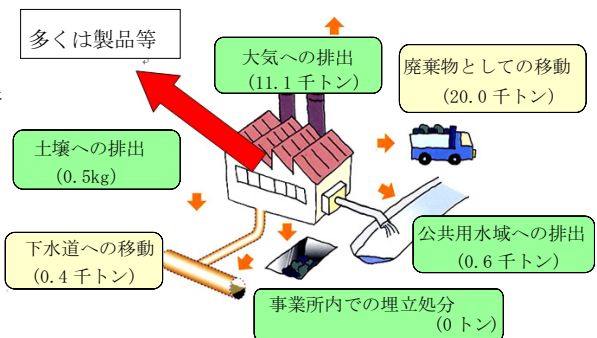 多くは製品等
大気への排出
(11.1 千トン)
廃棄物としての移動
(20.0 千トン)
土壌への排出
(0.5kg)
公共用水域への排出
(0.6 千トン)
下水道への移動
(0.4 千トン)
事業所内での埋立処分
(0 トン)